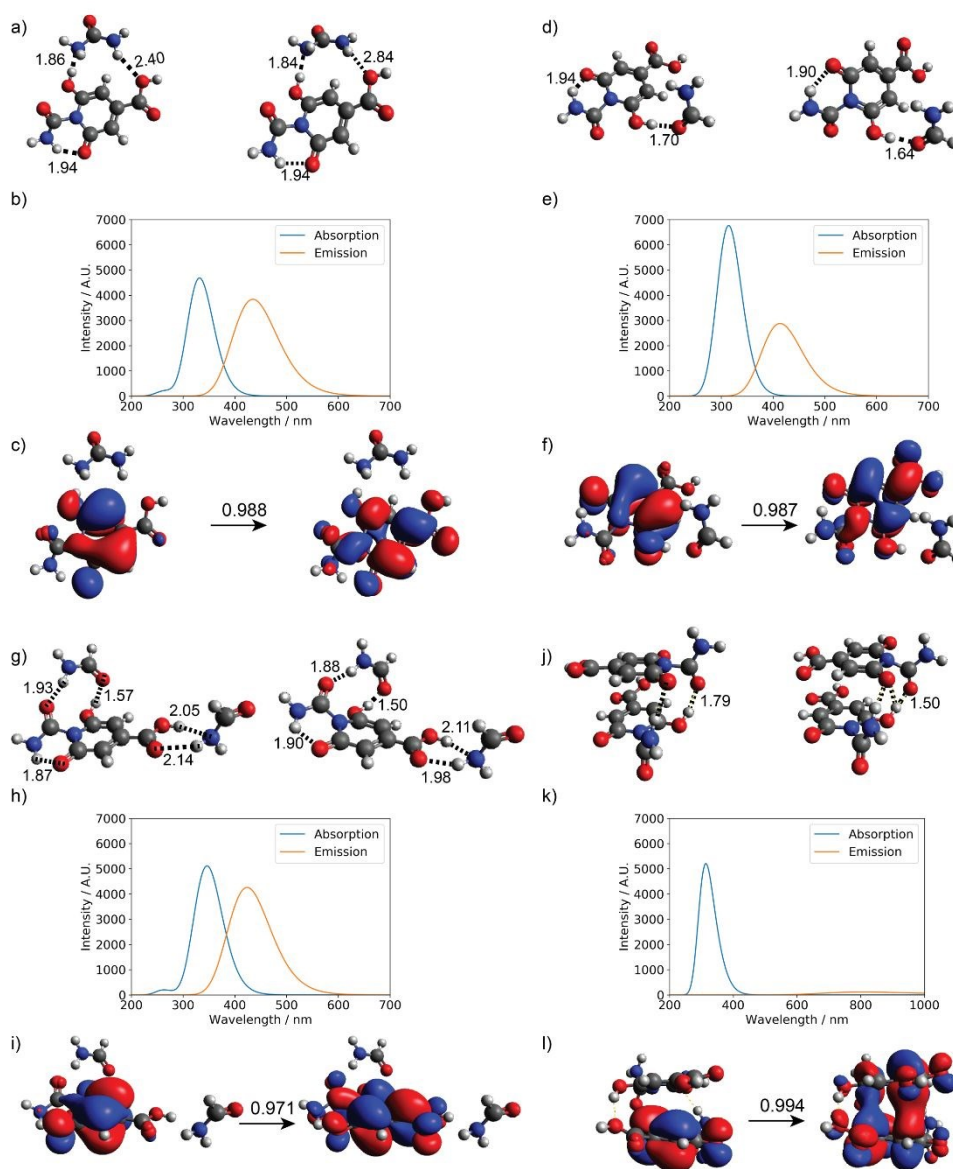 a)
1.86
2.40
1.94
1.84
2.84
1.94
d)
1.94
1.70
1.90
1.64
b)
7000
6000
5000
4000
3000
2000
1000
0
Intensity / A.U.
Absorption
Emission
200 300 400 500 600 700
Wavelength / nm
e)
7000
6000
5000
4000
3000
2000
1000
0
Intensity / A.U.
Absorption
Emission
200 300 400 500 600 700
Wavelength / nm
c)
0.988
f)
0.987
g)
1.93
1.57
2.05
2.14
1.87
1.88
1.50
2.11
1.90
1.98
j)
1.79
1.50
h)
7000
6000
5000
4000
3000
2000
1000
0
Intensity / A.U.
Absorption
Emission
200 300 400 500 600 700
Wavelength / nm
k)
7000
6000
5000
4000
3000
2000
1000
0
Intensity / A.U.
Absorption
Emission
200 400 600 800 1000
Wavelength / nm
i)
0.971
l)
0.994